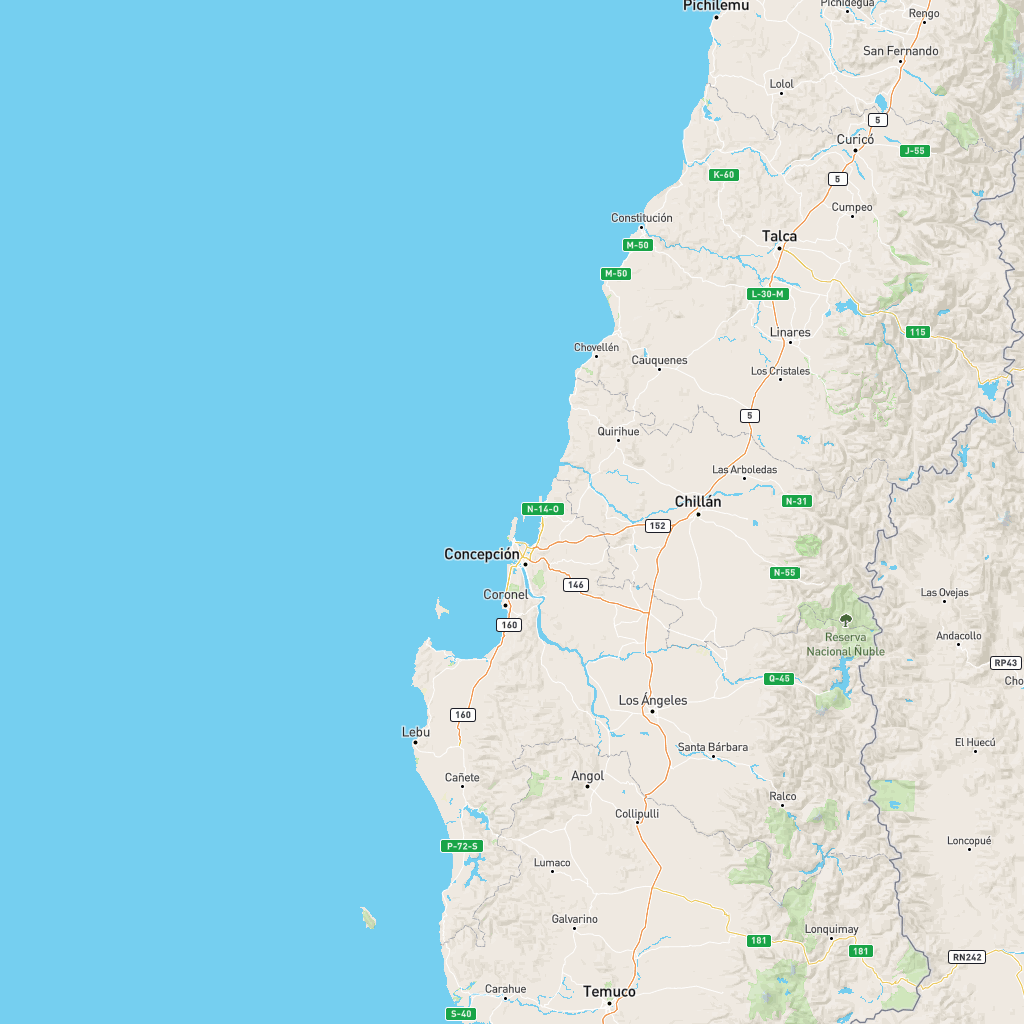 Pichilemu
Pichidegua
Rengo
San Fernando
Lolol
5
Curicó
J-55
K-60
5
Cumpeo
Constitución
Talca
M-50
M-50
L-30-M
115
Linares
Chovellén
Cauquenes
Los Cristales
5
Quirihue
Las Arboledas
Chillán
N-31
N-14-O
152
Concepción
N-55
146
Coronel
Las Ovejas
160
Reserva
Nacional Ñuble
Andacollo
RP43
Cho
Q-45
Los Ángeles
160
Lebu
Santa Bárbara
El Huecú
Cañete
Angol
Ralco
Collipulli
P-72-S
Loncopué
Lumaco
Galvarino
Lonquimay
181
181
RN242
Carahue
Temuco
S-40